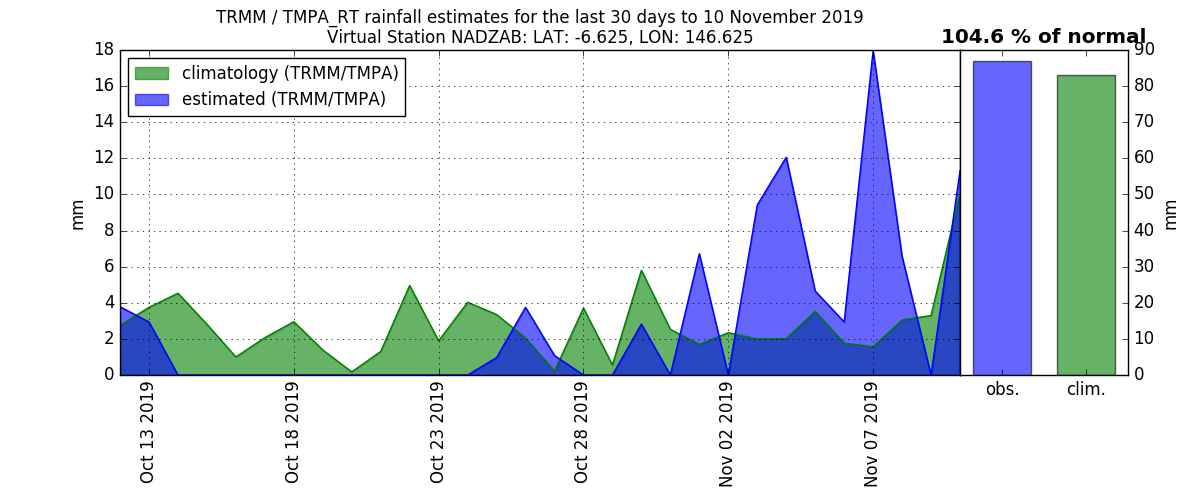 TRMM / TMPA_RT rainfall estimates for the last 30 days to 10 November 2019
Virtual Station NADZAB: LAT: -6.625, LON: 146.625
104.6 % of normal
climatology (TRMM/TMPA)
estimated (TRMM/TMPA)
18
16
14
12
10
8
6
4
2
0
mm
90
80
70
60
50
40
30
20
10
0
mm
Oct 13 2019
Oct 18 2019
Oct 23 2019
Oct 28 2019
Nov 02 2019
Nov 07 2019
obs.
clim.